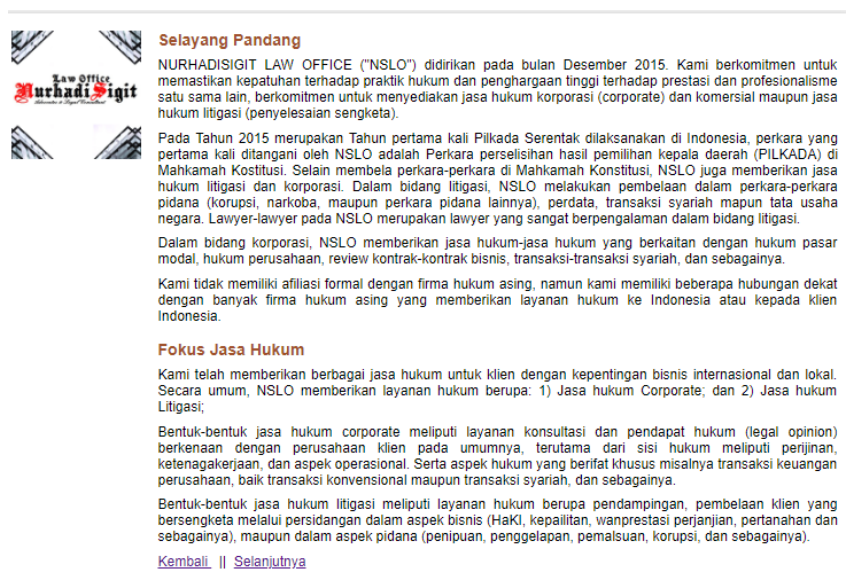 Law Office
NurhadiSigit
Selayang Pandang
NURHADISIGIT LAW OFFICE ("NSLO") didirikan pada bulan Desember 2015. Kami berkomitmen untuk
memastikan kepatuhan terhadap praktik hukum dan penghargaan tinggi terhadap prestasi dan profesionalisme
satu sama lain, berkomitmen untuk menyediakan jasa hukum korporasi (corporate) dan komersial maupun jasa
hukum litigasi (penyelesaian sengketa).
Pada Tahun 2015 merupakan Tahun pertama kali Pilkada Serentak dilaksanakan di Indonesia, perkara yang
pertama kali ditangani oleh NSLO adalah Perkara perselisihan hasil pemilihan kepala daerah (PILKADA) di
Mahkamah Kostitusi. Selain membela perkara-perkara di Mahkamah Konstitusi, NSLO juga memberikan jasa
hukum litigasi dan korporasi. Dalam bidang litigasi, NSLO melakukan pembelaan dalam perkara-perkara
pidana (korupsi, narkoba, maupun perkara pidana lainnya), perdata, transaksi syariah mapun tata usaha
negara. Lawyer-lawyer pada NSLO merupakan lawyer yang sangat berpengalaman dalam bidang litigasi.
Dalam bidang korporasi, NSLO memberikan jasa hukum-jasa hukum yang berkaitan dengan hukum pasar
modal, hukum perusahaan, review kontrak-kontrak bisnis, transaksi-transaksi syariah, dan sebagainya.
Kami tidak memiliki afiliasi formal dengan firma hukum asing, namun kami memiliki beberapa hubungan dekat
dengan banyak firma hukum asing yang memberikan layanan hukum ke Indonesia atau kepada klien
Indonesia.
Fokus Jasa Hukum
Kami telah memberikan berbagai jasa hukum untuk klien dengan kepentingan bisnis internasional dan lokal.
Secara umum, NSLO memberikan layanan hukum berupa: 1) Jasa hukum Corporate; dan 2) Jasa hukum
Litigasi;
Bentuk-bentuk jasa hukum corporate meliputi layanan konsultasi dan pendapat hukum (legal opinion)
berkenaan dengan perusahaan klien pada umumnya, terutama dari sisi hukum meliputi perijinan,
ketenagakerjaan, dan aspek operasional. Serta aspek hukum yang berifat khusus misalnya transaksi keuangan
perusahaan, baik transaksi konvensional maupun transaksi syariah, dan sebagainya.
Bentuk-bentuk jasa hukum litigasi meliputi layanan hukum berupa pendampingan, pembelaan klien yang
bersengketa melalui persidangan dalam aspek bisnis (HaKI, kepailitan, wanprestasi perjanjian, pertanahan dan
sebagainya), maupun dalam aspek pidana (penipuan, penggelapan, pemalsuan, korupsi, dan sebagainya).
Kembali || Selanjutnya